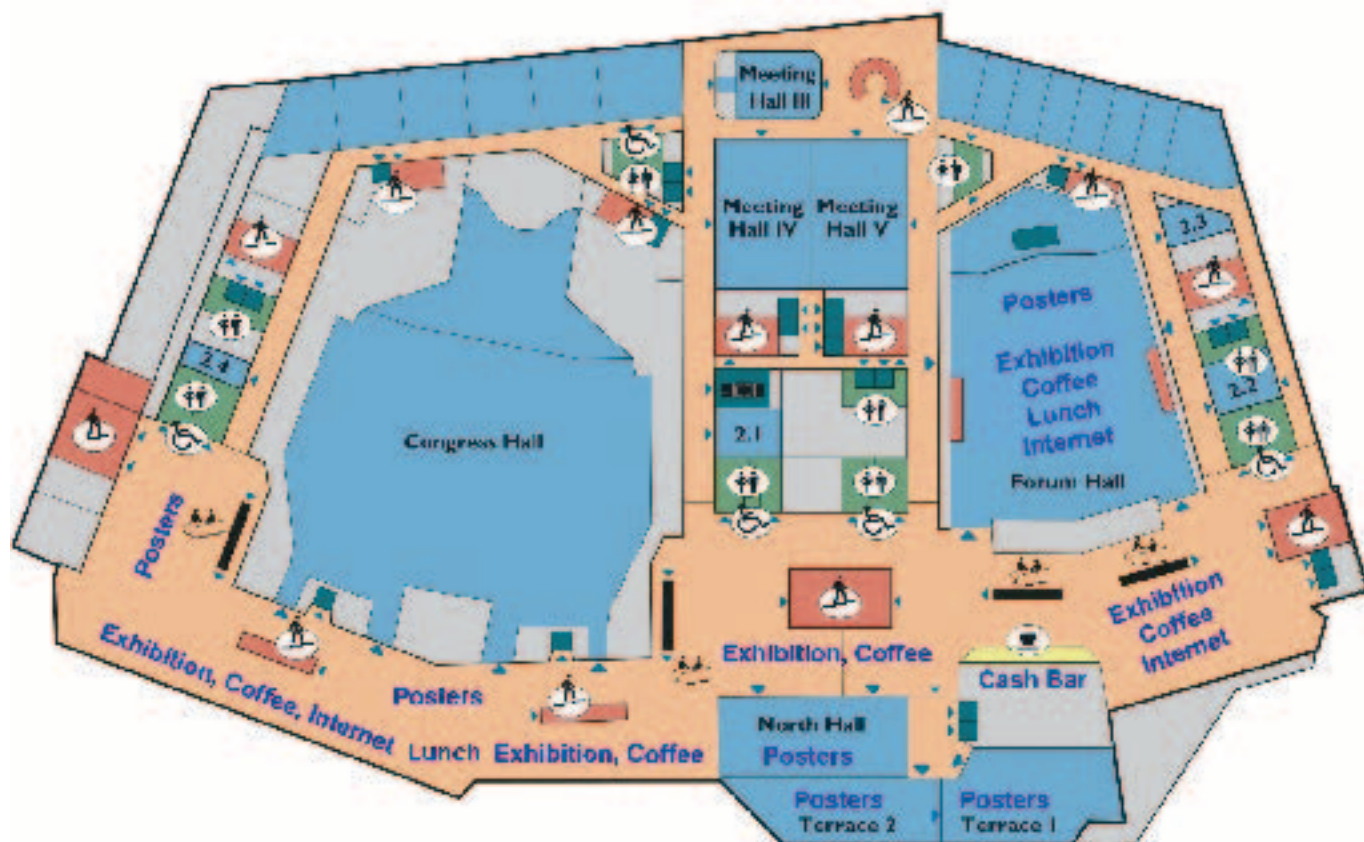 Meeting
Hall III
Meeting
Hall IV
Meeting
Hall V
2.3
Posters
Exhibition
Coffee
Lunch
Internet
Forum Hall
2.4
2.2
2.1
Congress Hall
Posters
Exhibition, Coffee, Internet
Posters
Lunch
Exhibition, Coffee
Exhibition, Coffee
Exhibition
Coffee
Internet
Cash Bar
North Hall
Posters
Posters
Terrace 2
Posters
Terrace 1